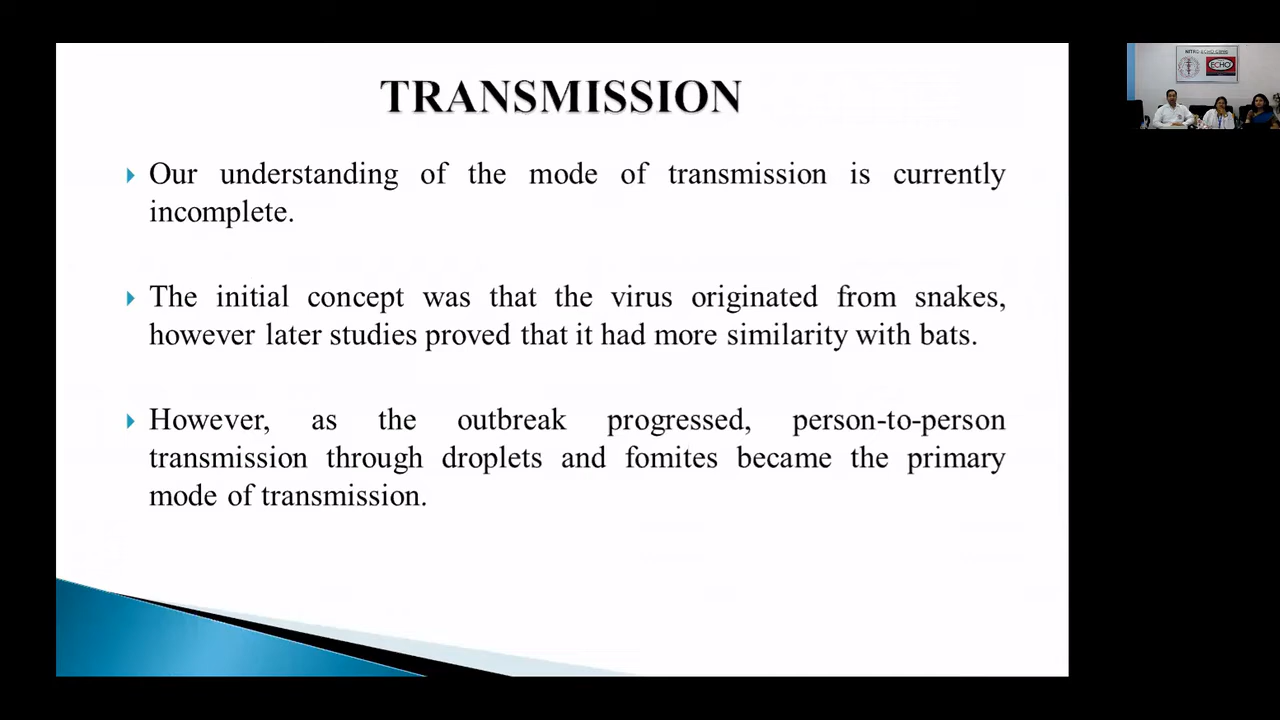 TRANSMISSION
Our understanding of the mode of transmission is currently
incomplete.
The initial concept was that the virus originated from snakes,
however later studies proved that it had more similarity with bats.
However, as the outbreak progressed, person-to-person
transmission through droplets and fomites became the primary
mode of transmission.
ECHO